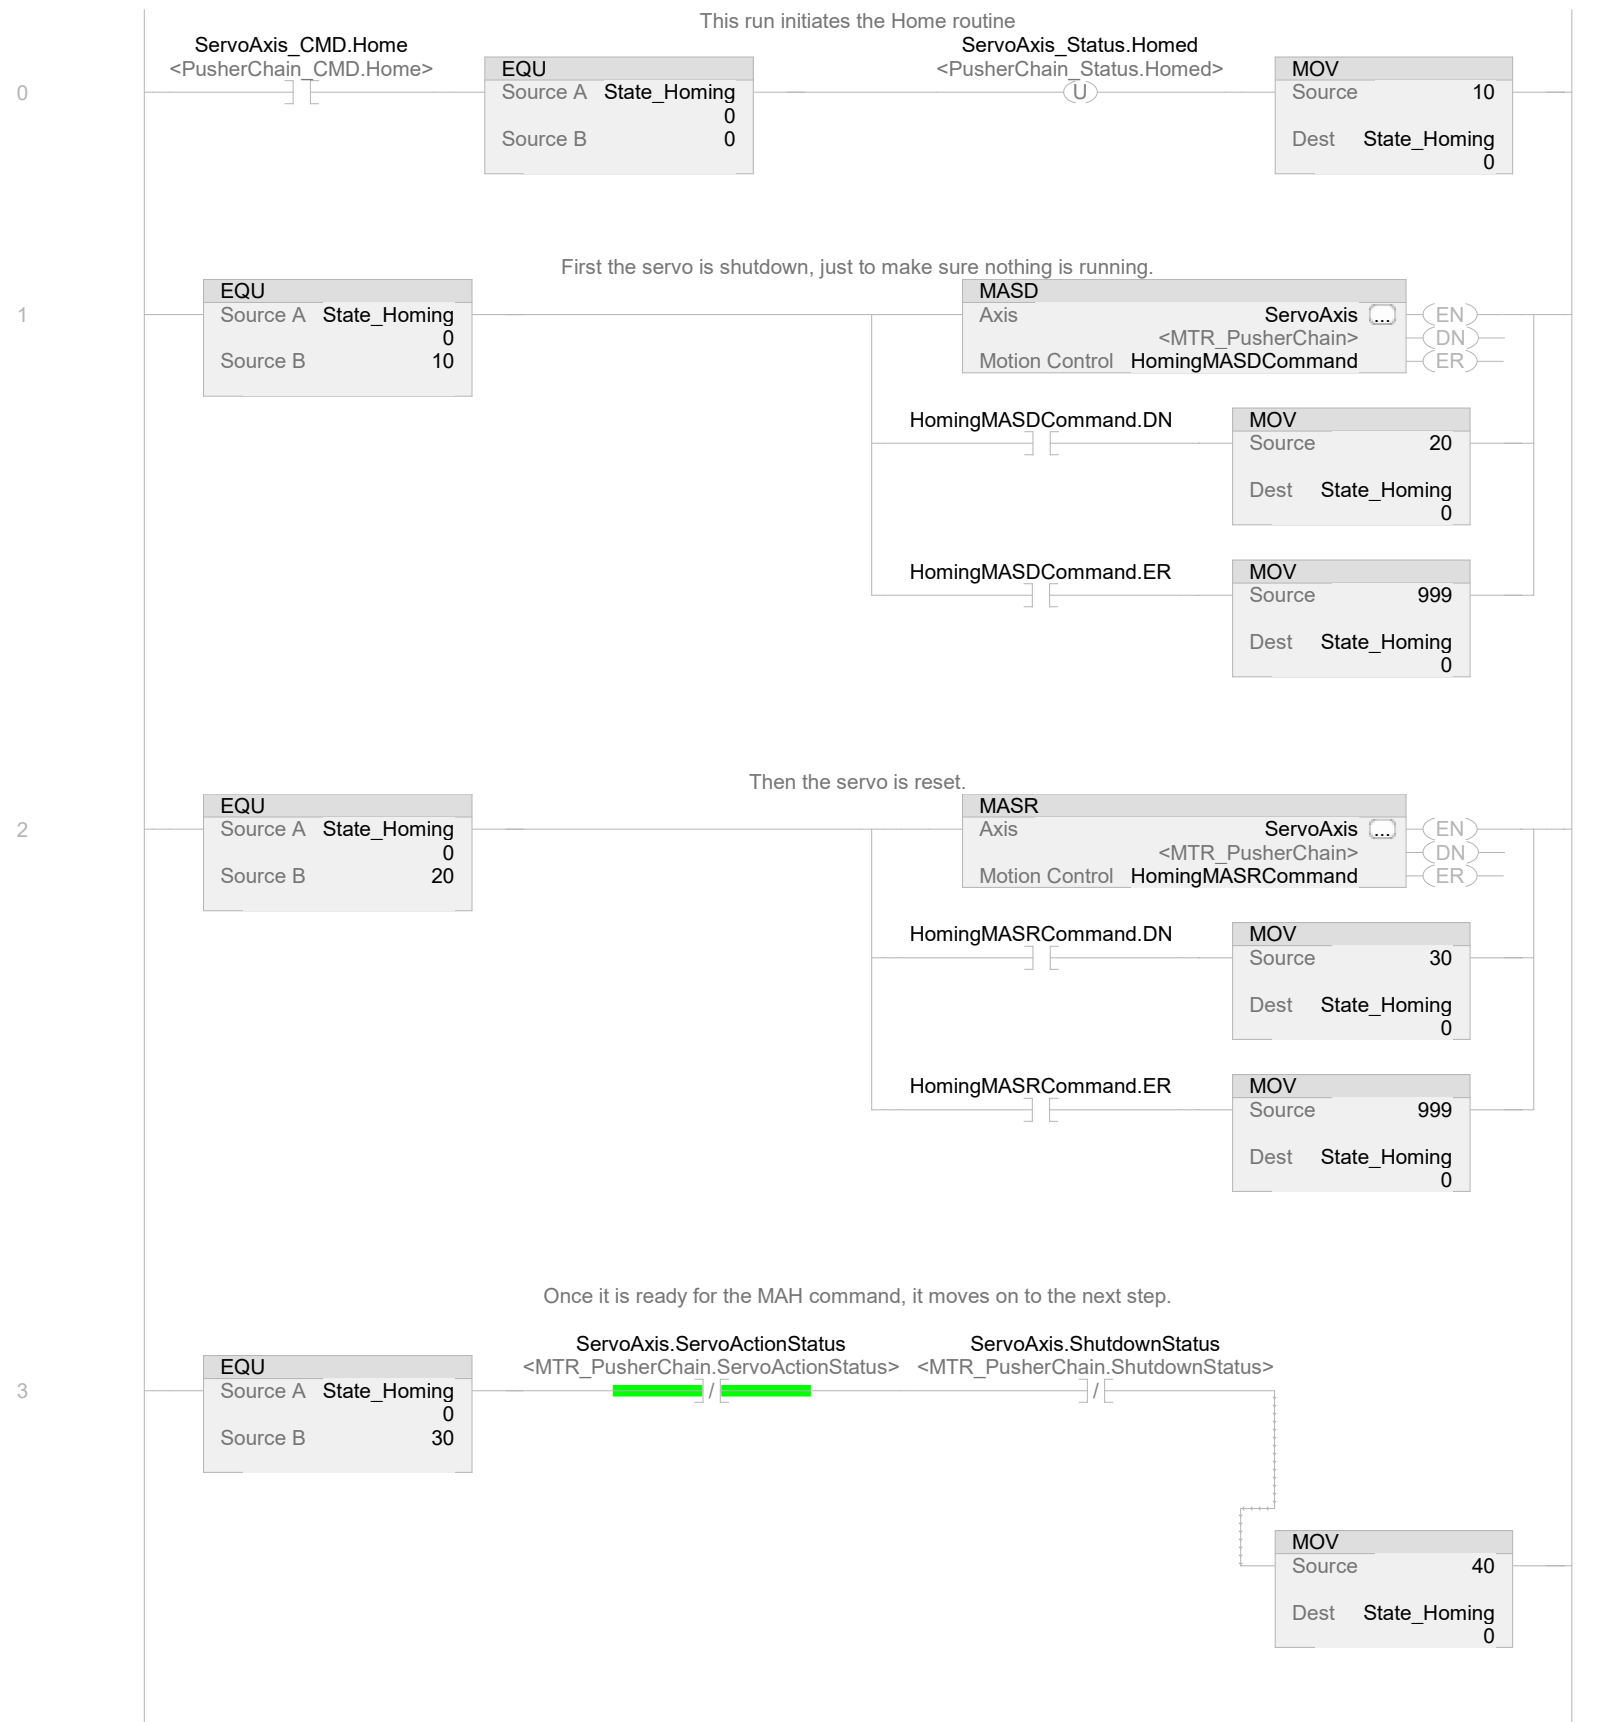 This run initiates the Home routine
ServoAxis_CMD.Home
<PusherChain_CMD.Home>
ServoAxis_Status.Homed
<PusherChain_Status.Homed>
0
EQU
Source A State_Homing
0
Source B 0
U
MOV
Source 10
Dest State_Homing
0
First the servo is shutdown, just to make sure nothing is running.
1
EQU
Source A State_Homing
0
Source B 10
MASD
Axis ServoAxis ...
<MTR_PusherChain>
Motion Control HomingMASDCommand
EN
DN
ER
HomingMASDCommand.DN
MOV
Source 20
Dest State_Homing
0
HomingMASDCommand.ER
MOV
Source 999
Dest State_Homing
0
Then the servo is reset.
2
EQU
Source A State_Homing
0
Source B 20
MASR
Axis ServoAxis ...
<MTR_PusherChain>
Motion Control HomingMASRCommand
EN
DN
ER
HomingMASRCommand.DN
MOV
Source 30
Dest State_Homing
0
HomingMASRCommand.ER
MOV
Source 999
Dest State_Homing
0
Once it is ready for the MAH command, it moves on to the next step.
3
EQU
Source A State_Homing
0
Source B 30
ServoAxis.ServoActionStatus
<MTR_PusherChain.ServoActionStatus>
/
ServoAxis.ShutdownStatus
<MTR_PusherChain.ShutdownStatus>
/
MOV
Source 40
Dest State_Homing
0